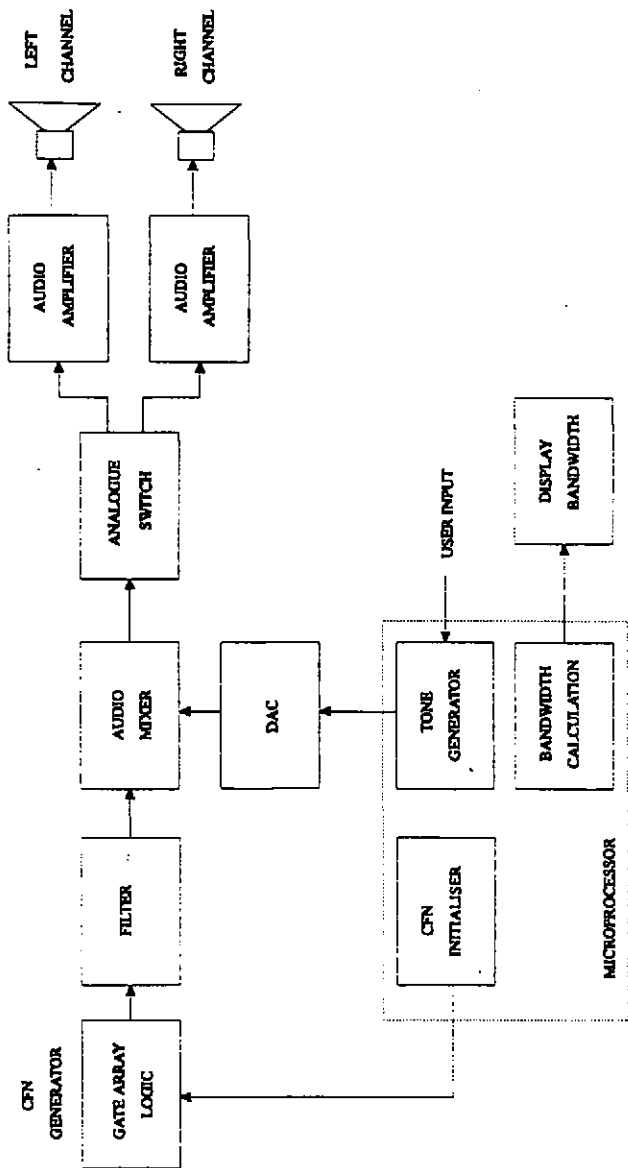 CFN
GENERATOR
GATE ARRAY
LOGIC
FILTER
AUDIO
MIXER
ANALOGUE
SWITCH
AUDIO
AMPLIFIER
LEFT
CHANNEL
AUDIO
AMPLIFIER
RIGHT
CHANNEL
DAC
CFN
INITIALISER
TONE
GENERATOR
USER INPUT
BANDWIDTH
CALCULATION
DISPLAY
BANDWIDTH
MICROPROCESSOR